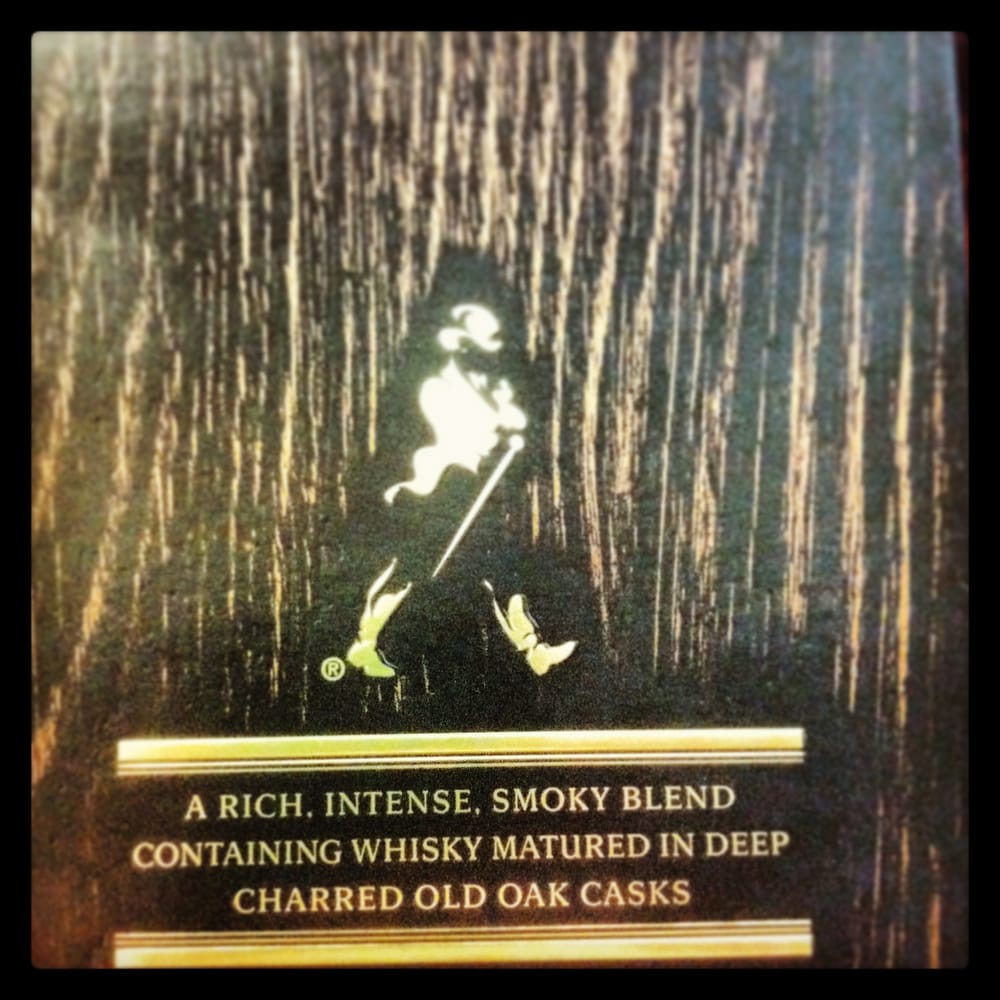 ®
A RICH, INTENSE, SMOKY BLEND
CONTAINING WHISKY MATURED IN DEEP
CHARRED OLD OAK CASKS